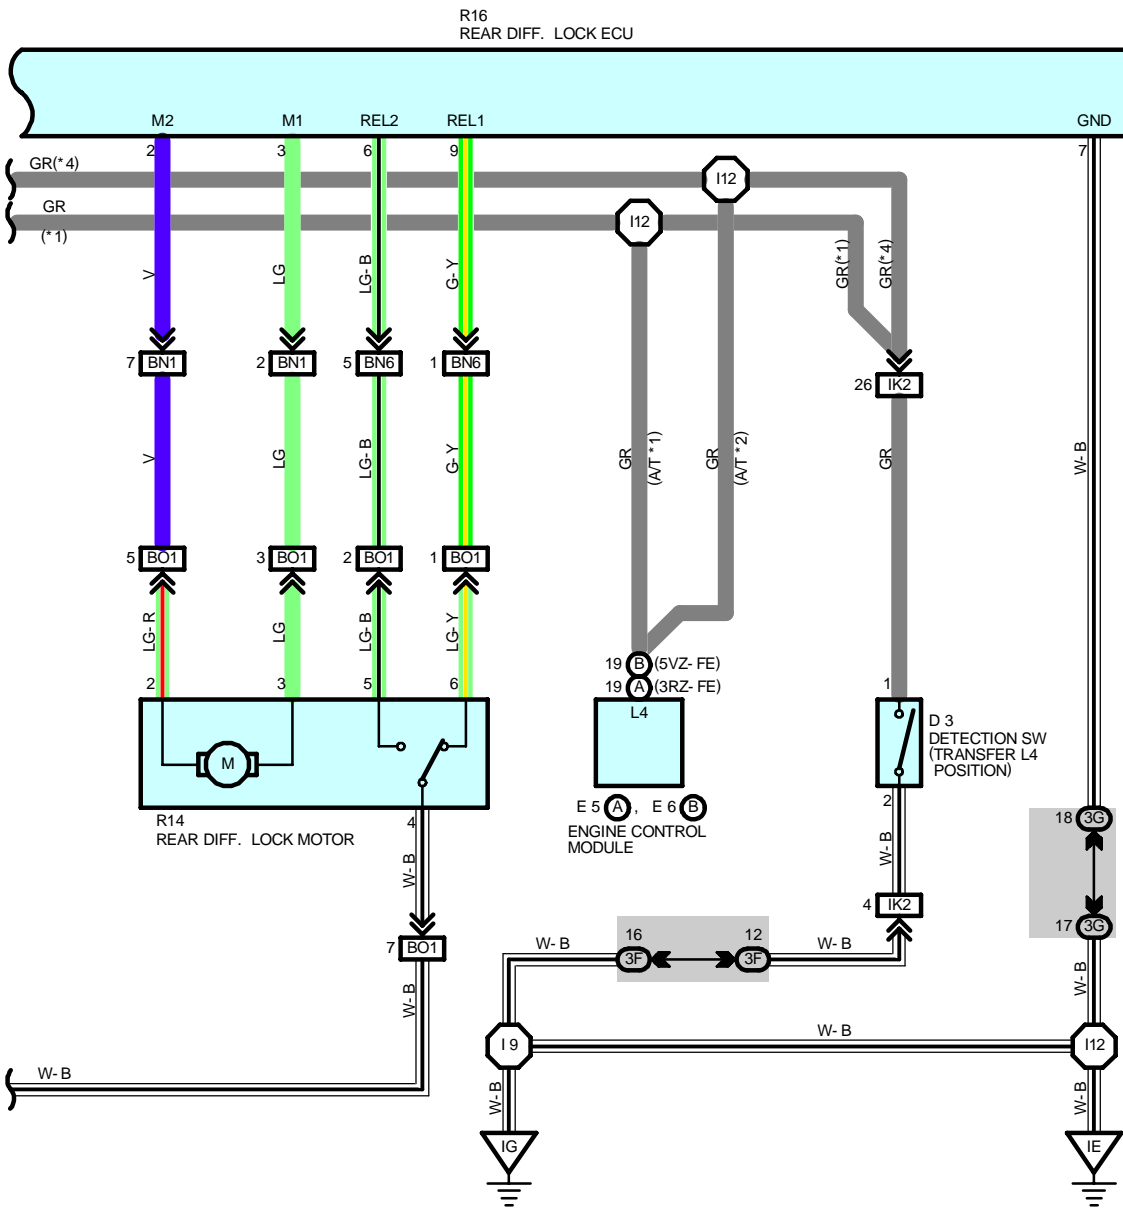 R16
REAR DIFF. LOCK ECU
M2
M1
REL2
REL1
GND
2
3
6
9
7
GR(*4)
GR
(*1)
I12
I12
V
LG
LG-B
G-Y
GR(*1)
GR(*4)
7 BN1
2 BN1
5 BN6
1 BN6
26 IK2
V
LG
LG-B
G-Y
GR
(A/T *1)
GR
(A/T *2)
GR
W-B
5 BO1
3 BO1
2 BO1
1 BO1
LG-R
LG
LG-B
LG-Y
2
3
5
6
19 B (5VZ-FE)
19 A (3RZ-FE)
1
L4
M
D 3
DETECTION SW
(TRANSFER L4
POSITION)
R14
REAR DIFF. LOCK MOTOR
4
E 5 A , E 6 B
ENGINE CONTROL
MODULE
2
18 3G
W-B
W-B
4 IK2
17 3G
7 BO1
W-B
16
12
W-B
3F
3F
W-B
W-B
W-B
I 9
W-B
I12
W-B
W-B
W-B
IG
IE